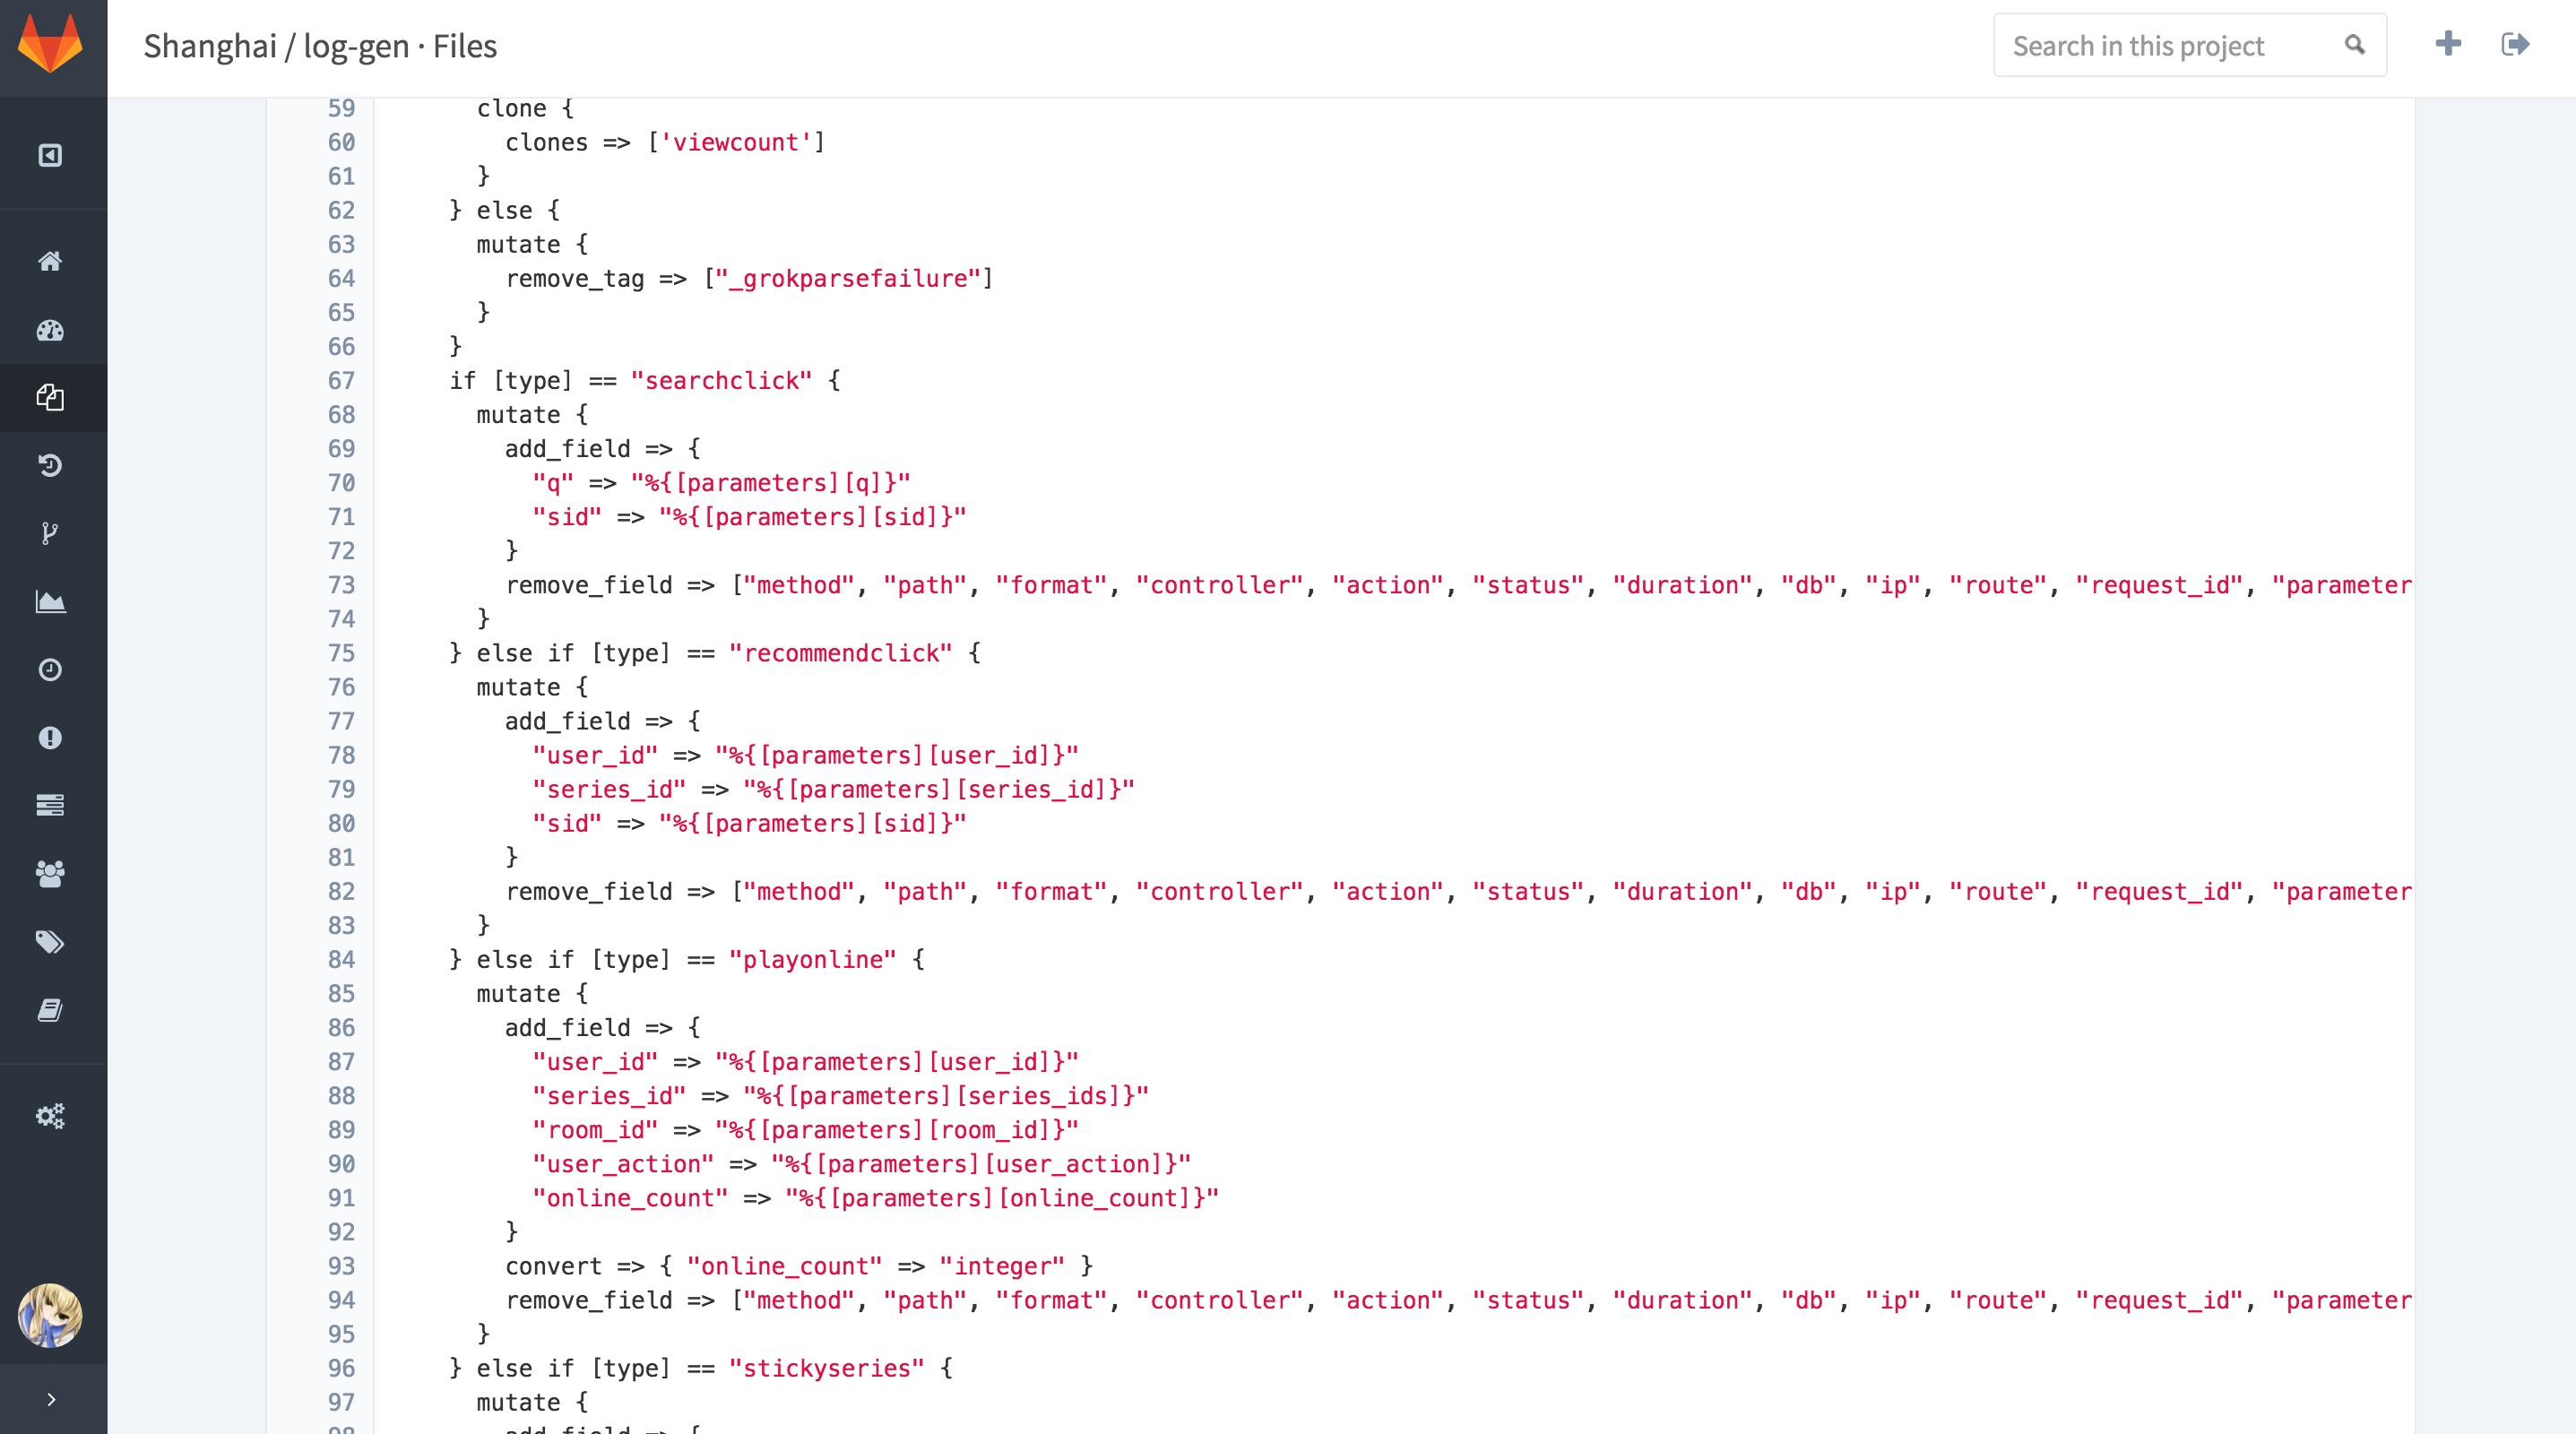 Shanghai / log-gen · Files
Search in this project
59 clone {
60 clones => ['viewcount']
61 }
62 } else {
63 mutate {
64 remove_tag => ["_grokparsefailure"]
65 }
66 }
67 if [type] == "searchclick" {
68 mutate {
69 add_field => {
70 "q" => "%{[parameters][q]}"
71 "sid" => "%{[parameters][sid]}"
72 }
73 remove_field => ["method", "path", "format", "controller", "action", "status", "duration", "db", "ip", "route", "request_id", "parameter
74 }
75 } else if [type] == "recommendclick" {
76 mutate {
77 add_field => {
78 "user_id" => "%{[parameters][user_id]}"
79 "series_id" => "%{[parameters][series_id]}"
80 "sid" => "%{[parameters][sid]}"
81 }
82 remove_field => ["method", "path", "format", "controller", "action", "status", "duration", "db", "ip", "route", "request_id", "parameter
83 }
84 } else if [type] == "playonline" {
85 mutate {
86 add_field => {
87 "user_id" => "%{[parameters][user_id]}"
88 "series_id" => "%{[parameters][series_ids]}"
89 "room_id" => "%{[parameters][room_id]}"
90 "user_action" => "%{[parameters][user_action]}"
91 "online_count" => "%{[parameters][online_count]}"
92 }
93 convert => { "online_count" => "integer" }
94 remove_field => ["method", "path", "format", "controller", "action", "status", "duration", "db", "ip", "route", "request_id", "parameter
95 }
96 } else if [type] == "stickyseries" {
97 mutate {
98 add_field => {